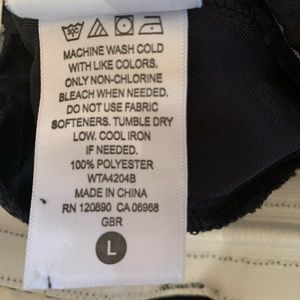 30C
MACHINE WASH COLD
WITH LIKE COLORS.
ONLY NON-CHLORINE
BLEACH WHEN NEEDED.
DO NOT USE FABRIC
SOFTENERS. TUMBLE DRY
LOW. COOL IRON
IF NEEDED.
100% POLYESTER
WTA4204B
MADE IN CHINA
RN 120890 CA 06968
GBR
L